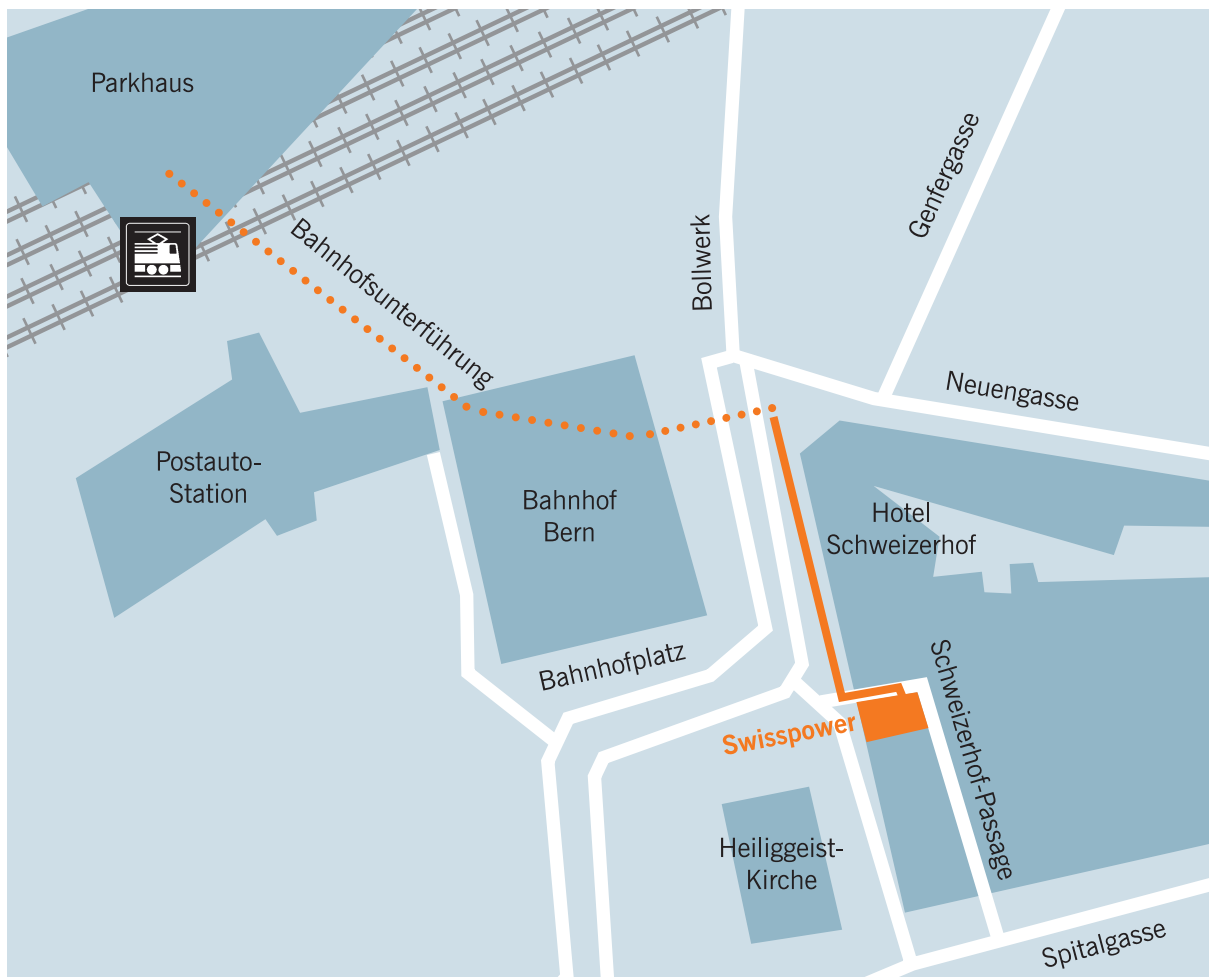 Parkhaus
Bahnhofsunterführung
Bollwerk
Genfergasse
Neuengasse
Postauto-
Station
Bahnhof
Bern
Hotel
Schweizerhof
Bahnhofplatz
Schweizerhof-Passage
Swisspower
Heiliggeist-
Kirche
Spitalgasse